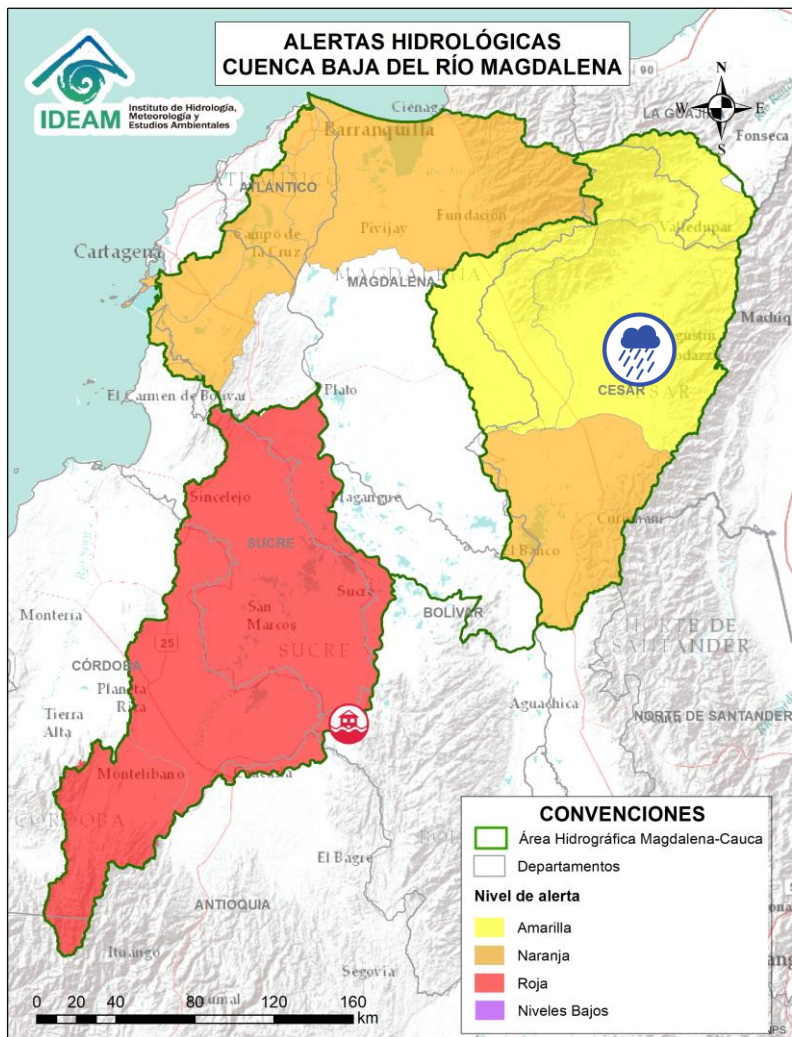 ALERTAS HIDROLÓGICAS
CUENCA BAJA DEL RÍO MAGDALENA
IDEAM
Instituto de Hidrología,
Meteorología y
Estudios Ambientales
90
N
W
E
S
Ciénaga
LA GUAJIRA
Fonseca
Barranquilla
ATLÁNTICO
Campo de
la Cruz
Pivijay
Fundación
Valledupar
Cartagena
MAGDALENA
MAGDALENA
Machiq
CESAR
El Carmen de Bolívar
Plato
Sincelejo
Magangue
Curumaní
SUCRE
El Banco
Sucre
San
Marcos
BOLÍVAR
Montería
SUCRE
NORTE DE
SANTANDER
25
CÓRDOBA
Planeta
Rica
Tierra
Alta
Aguachica
NORTE DE SANTANDER
Montelibano
CÓRDOBA
El Bagre
ANTIOQUIA
Ituango
Segovia
CONVENCIONES
Área Hidrográfica Magdalena-Cauca
Departamentos
Nivel de alerta
Amarilla
Naranja
Roja
Niveles Bajos
0 20 40 80 120 160
km